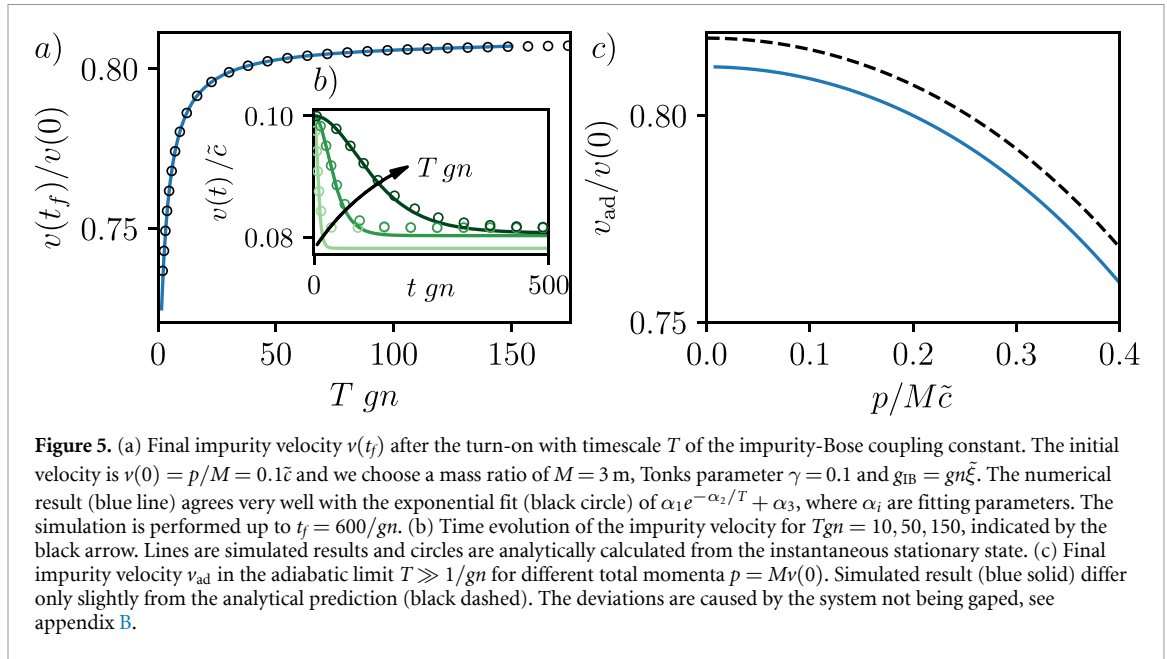 a)
v(t_f)/v(0)
0.80
0.75
0
50
100
150
T gn
b)
v(t)/c̃
0.10
0.08
T gn
0
t gn
500
c)
v_ad/v(0)
0.80
0.75
0.0
0.1
0.2
0.3
0.4
p/Mc̃
Figure 5. (a) Final impurity velocity v(t_f) after the turn-on with timescale T of the impurity-Bose coupling constant. The initial
velocity is v(0) = p/M = 0.1c̃ and we choose a mass ratio of M = 3 m, Tonks parameter γ = 0.1 and g_IB = gnξ̃. The numerical
result (blue line) agrees very well with the exponential fit (black circle) of α₁e^{−α₂/T} + α₃, where α_i are fitting parameters. The
simulation is performed up to t_f = 600/gn. (b) Time evolution of the impurity velocity for Tgn = 10, 50, 150, indicated by the
black arrow. Lines are simulated results and circles are analytically calculated from the instantaneous stationary state. (c) Final
impurity velocity v_ad in the adiabatic limit T ≫ 1/gn for different total momenta p = Mv(0). Simulated result (blue solid) differ
only slightly from the analytical prediction (black dashed). The deviations are caused by the system not being gaped, see
appendix B.